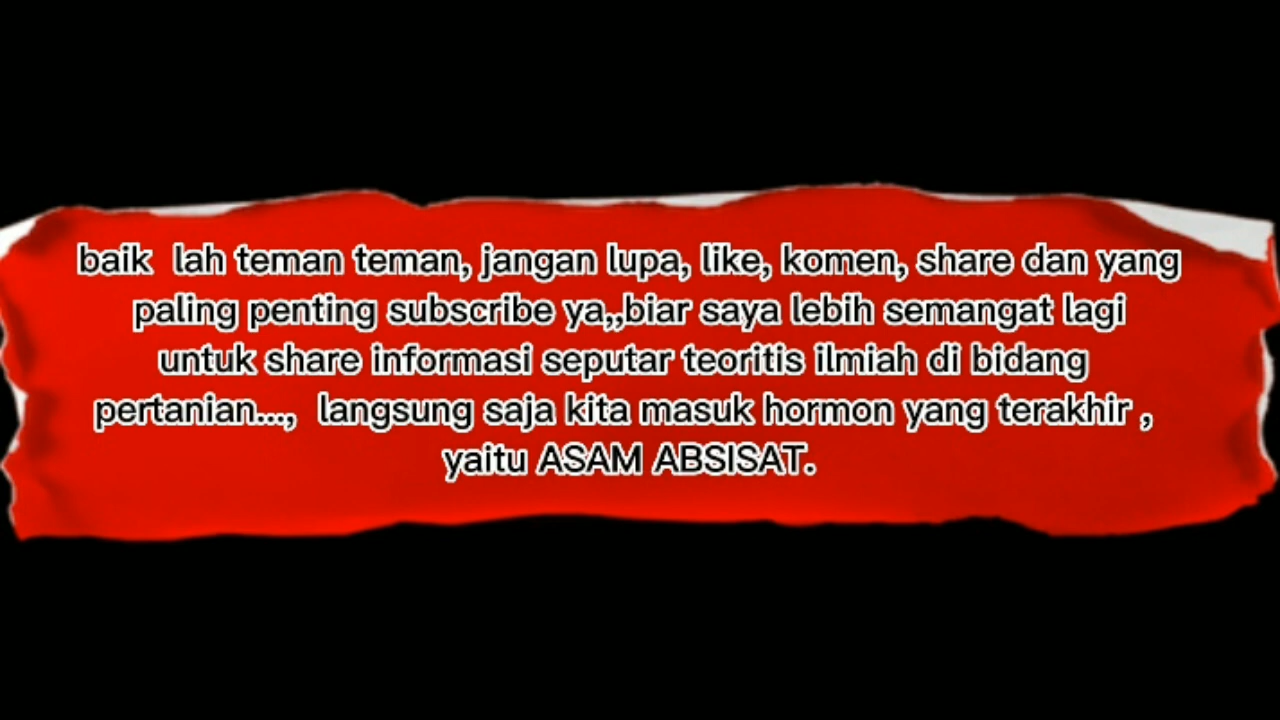 baik  lah teman teman, jangan lupa, like, komen, share dan yang
paling penting subscribe ya,,biar saya lebih semangat lagi
untuk share informasi seputar teoritis ilmiah di bidang
pertanian...,  langsung saja kita masuk hormon yang terakhir ,
yaitu ASAM ABSISAT.